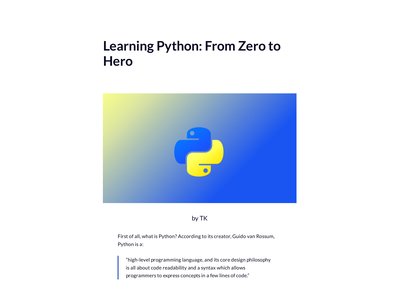 Learning Python: From Zero to
Hero
by TK
First of all, what is Python? According to its creator, Guido van Rossum,
Python is a:
"high-level programming language, and its core design philosophy
is all about code readability and a syntax which allows
programmers to express concepts in a few lines of code."